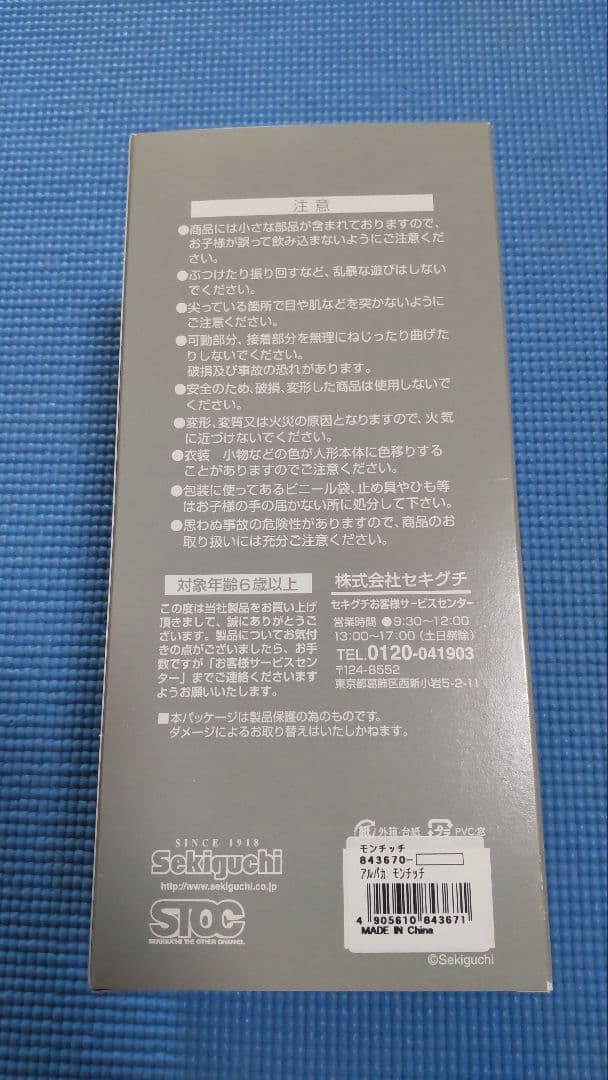 注意
●商品には小さな部品が含まれておりますので、
お子様が誤って飲み込まないようにご注意くだ
さい。
●ぶつけたり振り回すなど、乱暴な遊びはしない
でください。
●尖っている箇所で目や肌などを突かないように
ご注意ください。
●可動部分、接着部分を無理にねじったり曲げた
りしないでください。
破損及び事故の恐れがあります。
●安全のため、破損、変形した商品は使用しないで
ください。
●変形、変質又は火災の原因となりますので、火気
に近づけないでください。
●衣装 小物などの色が人形本体に色移りする
ことがありますのでご注意ください。
●包装に使ってあるビニール袋、止め具やひも等
はお子様の手の届かない所に処分して下さい。
●思わぬ事故の危険性がありますので、商品のお
取り扱いには充分ご注意ください。
対象年齢6歳以上
この度は当社製品をお買い上げ
頂きまして、誠にありがとうご
ざいます。製品についてお気付
きの点がございましたら、お手
数ですが「お客様サービスセン
ター」までご連絡くださいます
ようお願いいたします。
株式会社セキグチ
セキグチお客様サービスセンター
営業時間 ●9:30~12:00
13:00~17:00(土日祭除)
TEL.0120-041903
〒124-8552
東京都葛飾区西新小岩5-2-11
■本パッケージは製品保護の為のものです。
ダメージによるお取り替えはいたしかねます。
紙 外箱・台紙 プラ PVC・窓
SINCE 1918
Sekiguchi
http://www.sekiguchi.co.jp
STOC
SEKIGUCHI THE OTHER CHANNEL
モンチッチ
843670-
アルパカ モンチッチ
4 905610 843671
MADE IN China
©Sekiguchi